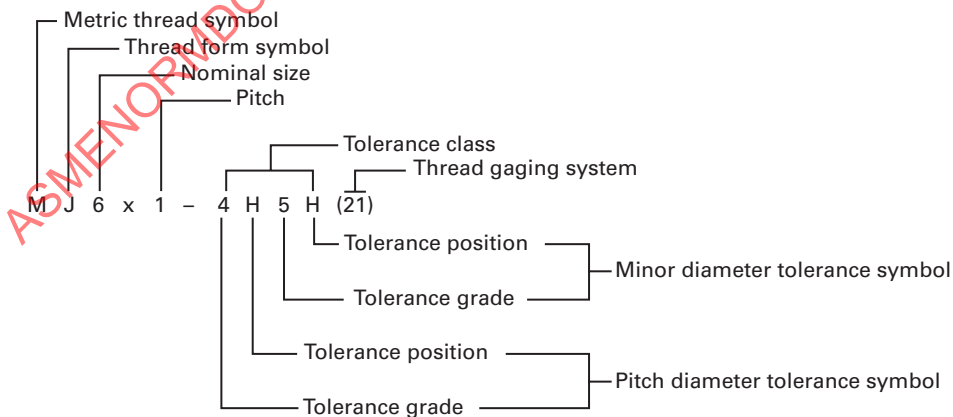 Metric thread symbol
Thread form symbol
Nominal size
Pitch
Tolerance class
Thread gaging system
M J 6 x 1 – 4 H 5 H (21)
Tolerance position
Minor diameter tolerance symbol
Tolerance grade
Tolerance position
Pitch diameter tolerance symbol
Tolerance grade
ASMENORMDO